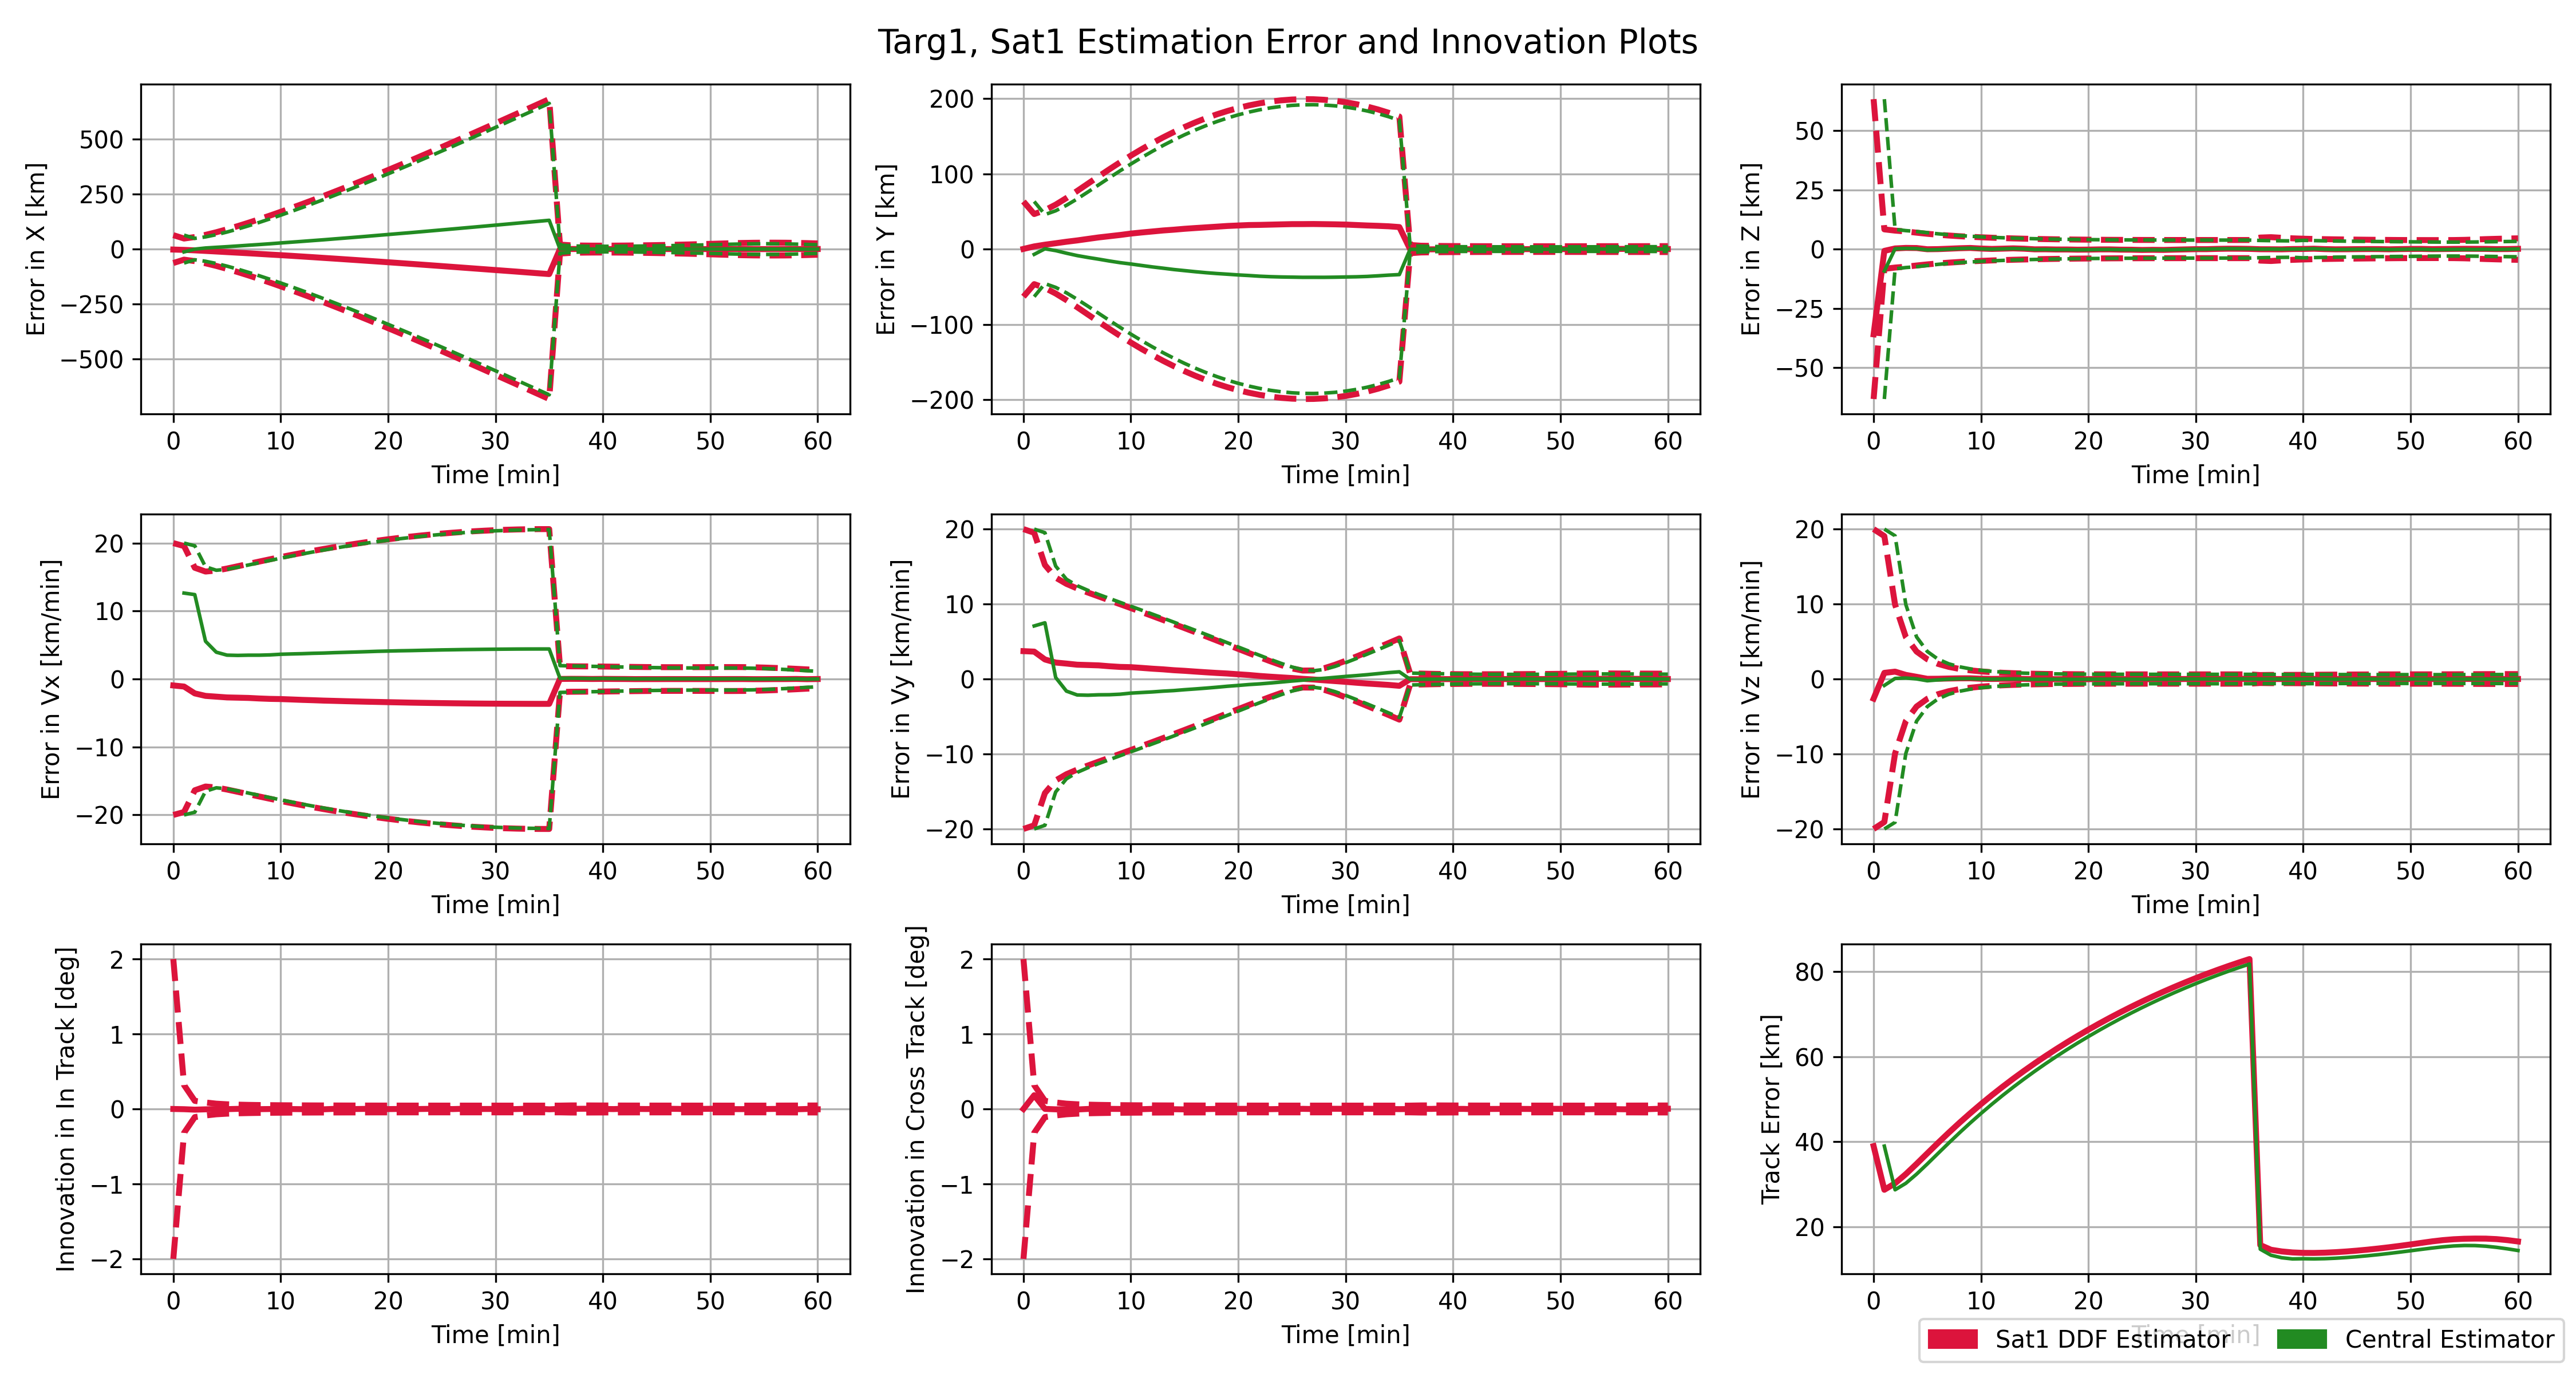 Targ1, Sat1 Estimation Error and Innovation Plots
Error in X [km]
500
250
0
−250
−500
0 10 20 30 40 50 60
Time [min]
Error in Y [km]
200
100
0
−100
−200
0 10 20 30 40 50 60
Time [min]
Error in Z [km]
50
25
0
−25
−50
0 10 20 30 40 50 60
Time [min]
Error in Vx [km/min]
20
10
0
−10
−20
0 10 20 30 40 50 60
Time [min]
Error in Vy [km/min]
20
10
0
−10
−20
0 10 20 30 40 50 60
Time [min]
Error in Vz [km/min]
20
10
0
−10
−20
0 10 20 30 40 50 60
Time [min]
Innovation in In Track [deg]
2
1
0
−1
−2
0 10 20 30 40 50 60
Time [min]
Innovation in Cross Track [deg]
2
1
0
−1
−2
0 10 20 30 40 50 60
Time [min]
Track Error [km]
80
60
40
20
0 10 20 30 40 50 60
Time [min]
Sat1 DDF Estimator
Central Estimator